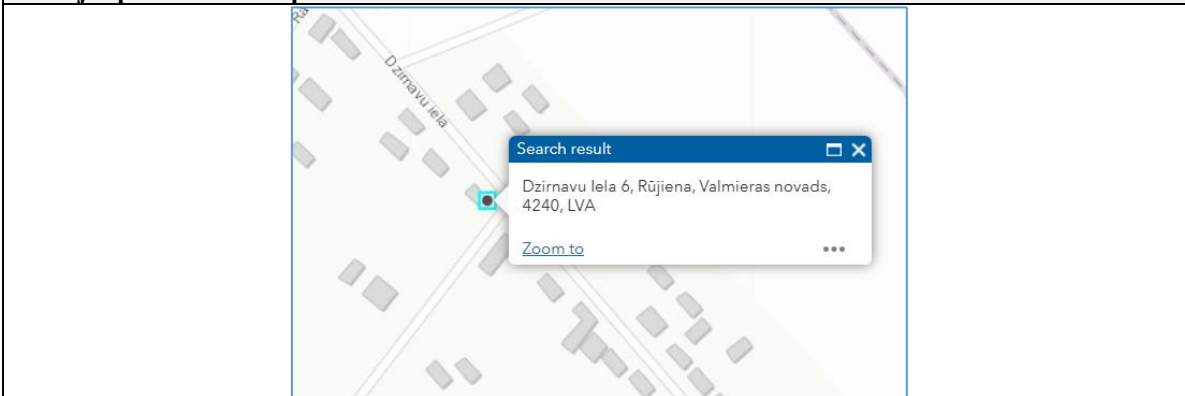 Dzirnavu iela
Search result
Dzirnavu Iela 6, Rūjiena, Valmieras novads,
4240, LVA
Zoom to